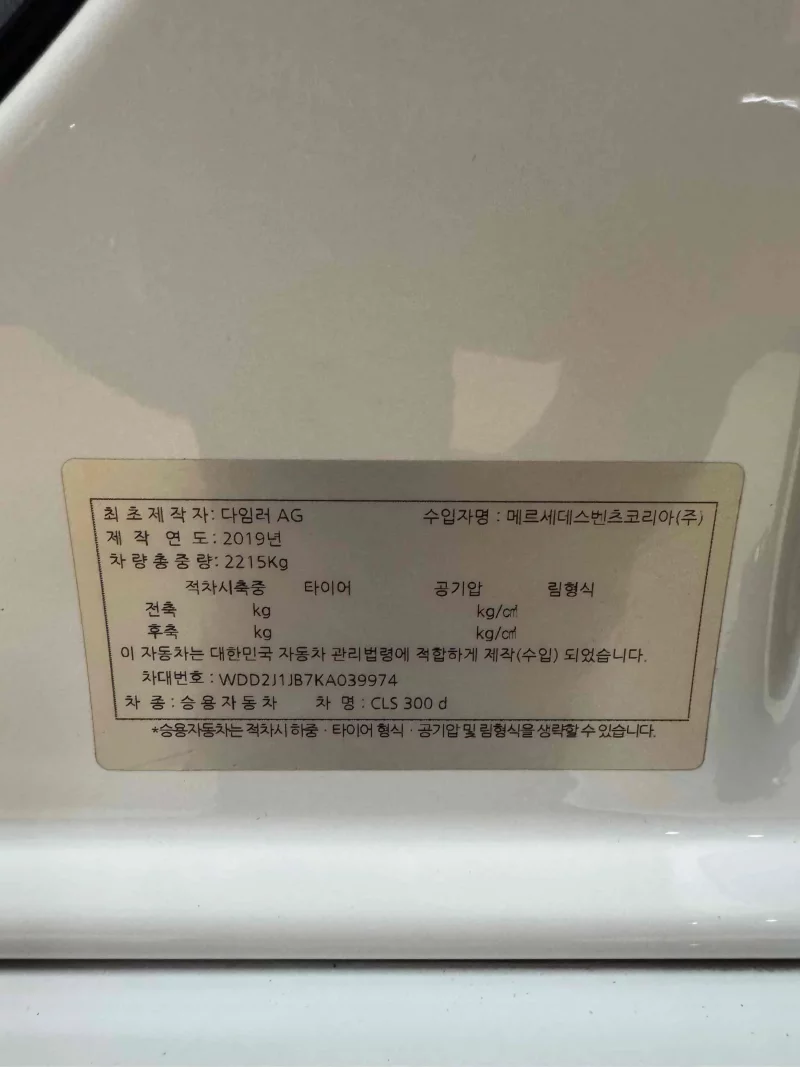 최초제작자: 다임러 AG 수입자명 : 메르세데스벤츠코리아(주)
제 작 연 도: 2019년
차량총중량: 2215Kg
적차시축중 타이어 공기압 림형식
전축 kg kg/㎠
후축 kg kg/㎠
이 자동차는 대한민국 자동차 관리법령에 적합하게 제작(수입) 되었습니다.
차대번호 : WDD2J1JB7KA039974
차 종 : 승용자동차 차 명 : CLS 300 d
*승용자동차는 적차시하중 · 타이어 형식 · 공기압 및 림형식을 생략할 수 있습니다.